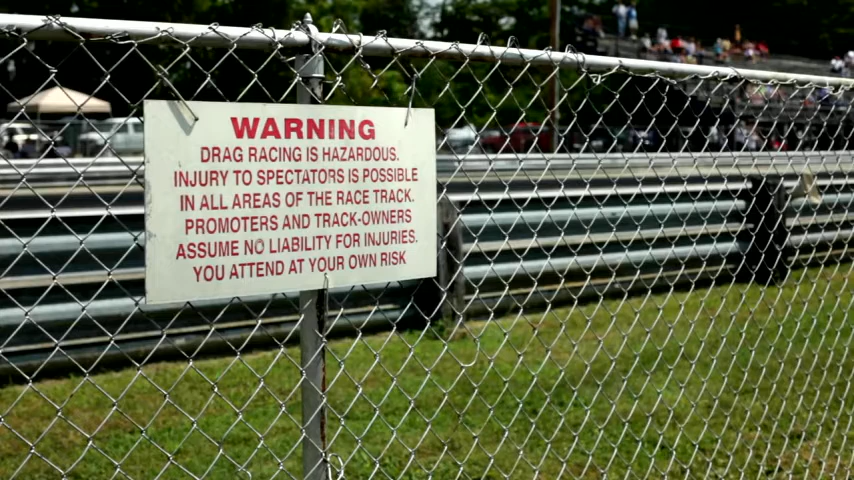 WARNING
DRAG RACING IS HAZARDOUS.
INJURY TO SPECTATORS IS POSSIBLE
IN ALL AREAS OF THE RACE TRACK.
PROMOTERS AND TRACK-OWNERS
ASSUME NO LIABILITY FOR INJURIES.
YOU ATTEND AT YOUR OWN RISK